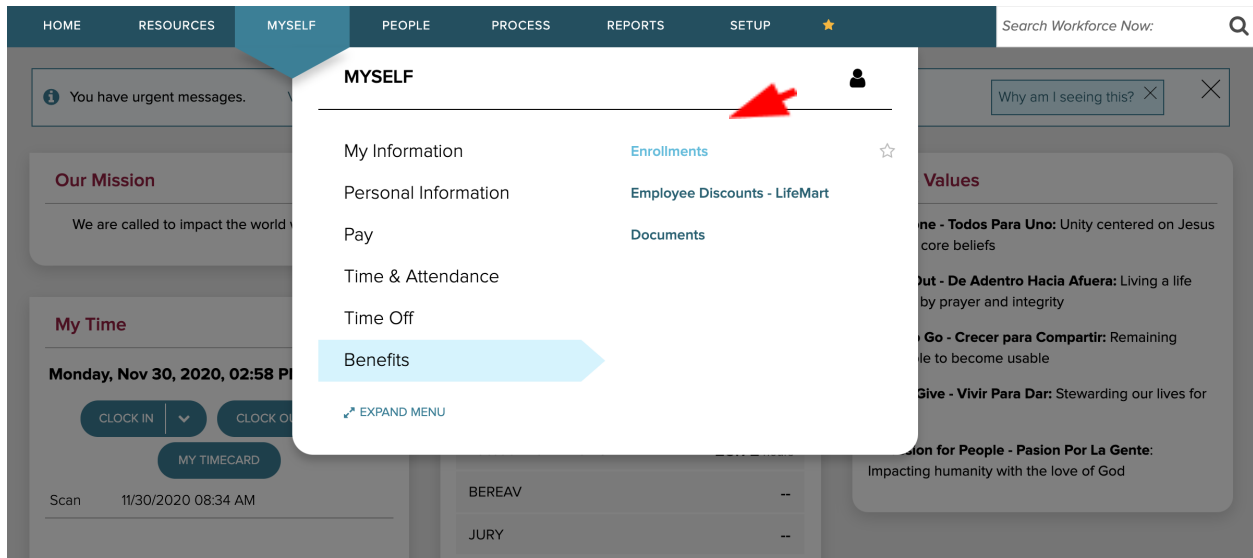 HOME RESOURCES MYSELF PEOPLE PROCESS REPORTS SETUP Search Workforce Now:
MYSELF
You have urgent messages.
Why am I seeing this?
My Information
Enrollments
Personal Information
Employee Discounts - LifeMart
Pay
Documents
Time & Attendance
Time Off
Benefits
EXPAND MENU
Our Mission
We are called to impact the world
My Time
Monday, Nov 30, 2020, 02:58
CLOCK IN CLOCK
MY TIMECARD
Scan 11/30/2020 08:34 AM
BEREAV --
JURY --
Values
- Todos Para Uno: Unity centered on Jesus
core beliefs
- De Adentro Hacia Afuera: Living a life
by prayer and integrity
Go - Crecer para Compartir: Remaining
to become usable
Give - Vivir Para Dar: Stewarding our lives for
for People - Pasion Por La Gente:
Impacting humanity with the love of God